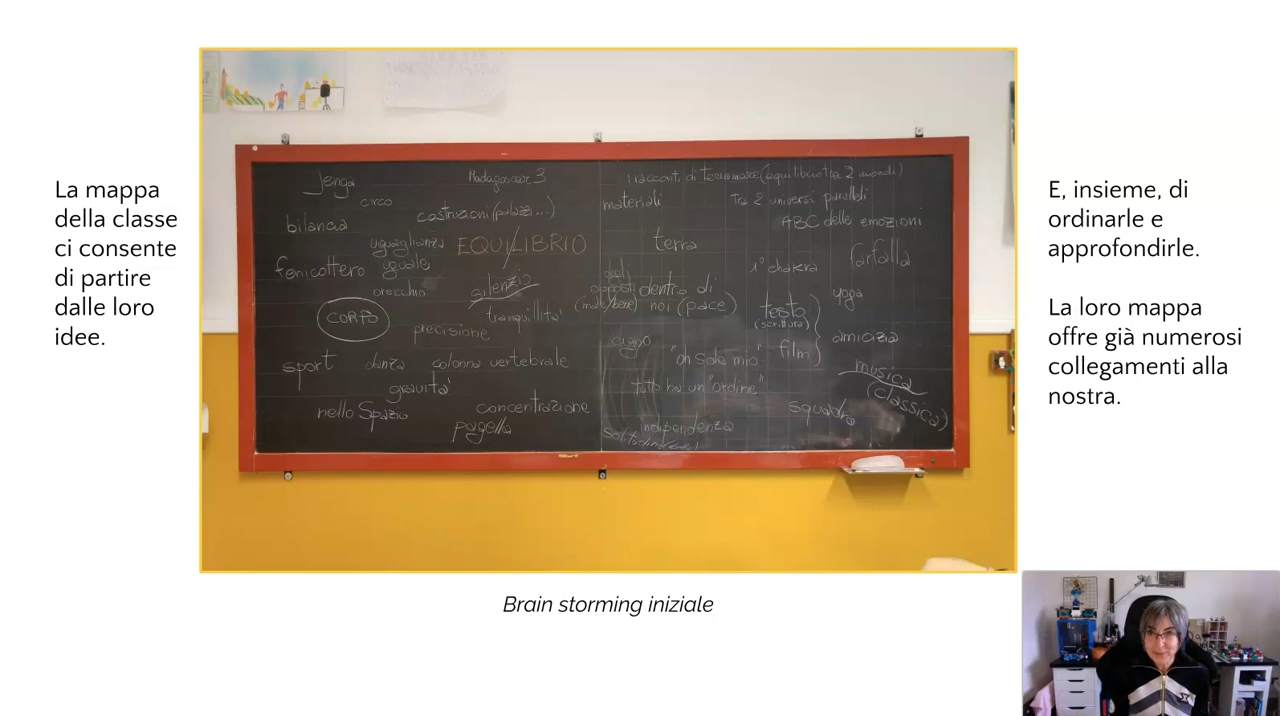 La mappa
della classe
ci consente
di partire
dalle loro
idee.
Jenga
circo
Madagascar 3
bilancia
costruzioni (palazzi...)
uguaglianza
uguale
EQUILIBRIO
fenicottero
orecchio
silenzio
CORPO
tranquillità
precisione
sport
danza
colonna vertebrale
gravità
nello Spazio
concentrazione
pagella
I racconti di Terramare (equilibrio tra 2 mondi)
materiali
Tra 2 universi paralleli
ABC delle emozioni
terra
1° chakra
farfalla
opposti
(male/bene)
dentro di
noi (pace)
yoga
testo
(scrittura)
film
amicizia
"oh sole mio"
tutto ha un "ordine"
musica
(classica)
squadra
indipendenza
E, insieme, di
ordinarle e
approfondirle.
La loro mappa
offre già numerosi
collegamenti alla
nostra.
Brain storming iniziale